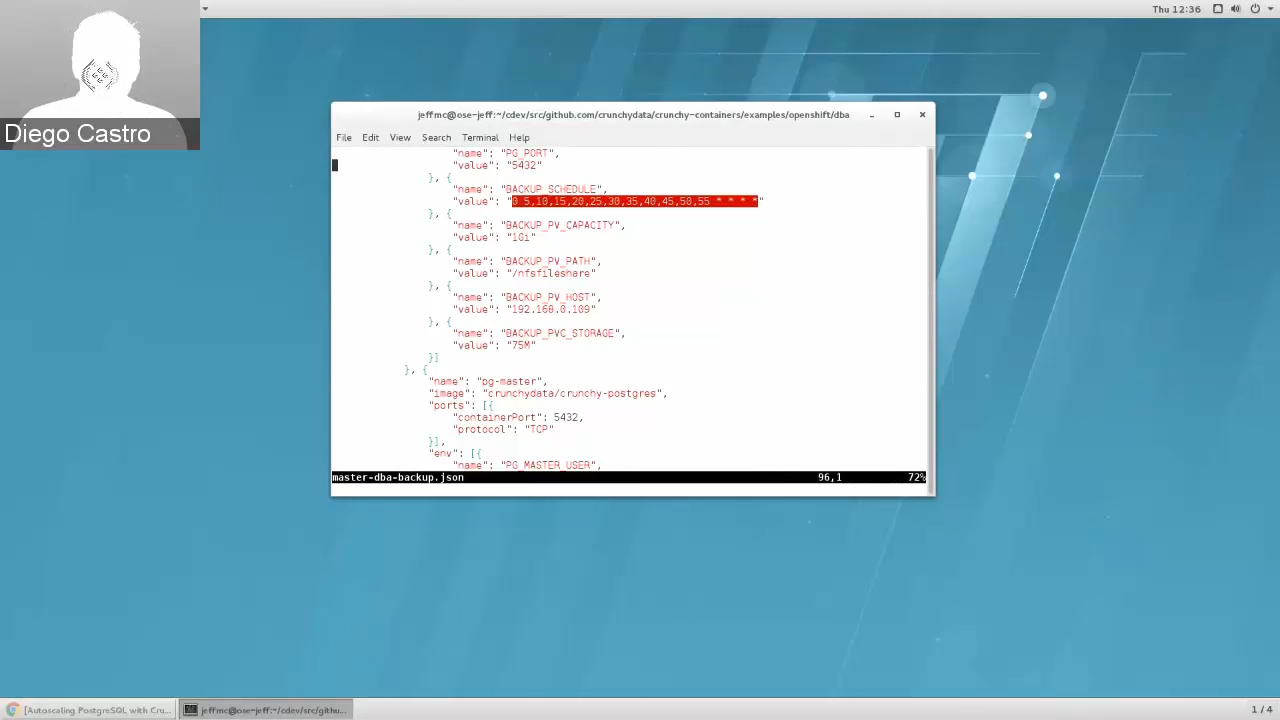 Thu 12:36
Diego Castro
jeffmc@ose-jeff:~/cdev/src/github.com/crunchydata/crunchy-containers/examples/openshift/dba
File Edit View Search Terminal Help
"name": "PG_PORT",
"value": "5432"
}, {
"name": "BACKUP_SCHEDULE",
"value": "0 5,10,15,20,25,30,35,40,45,50,55 * * * *"
}, {
"name": "BACKUP_PV_CAPACITY",
"value": "1Gi"
}, {
"name": "BACKUP_PV_PATH",
"value": "/nfsfileshare"
}, {
"name": "BACKUP_PV_HOST",
"value": "192.168.0.109"
}, {
"name": "BACKUP_PVC_STORAGE",
"value": "75M"
}]
}, {
"name": "pg-master",
"image": "crunchydata/crunchy-postgres",
"ports": [{
"containerPort": 5432,
"protocol": "TCP"
}],
"env": [{
"name": "PG_MASTER_USER",
master-dba-backup.json 96,1 72%
[Autoscaling PostgreSQL with Cru... jeffmc@ose-jeff:~/cdev/src/githu... 1 / 4